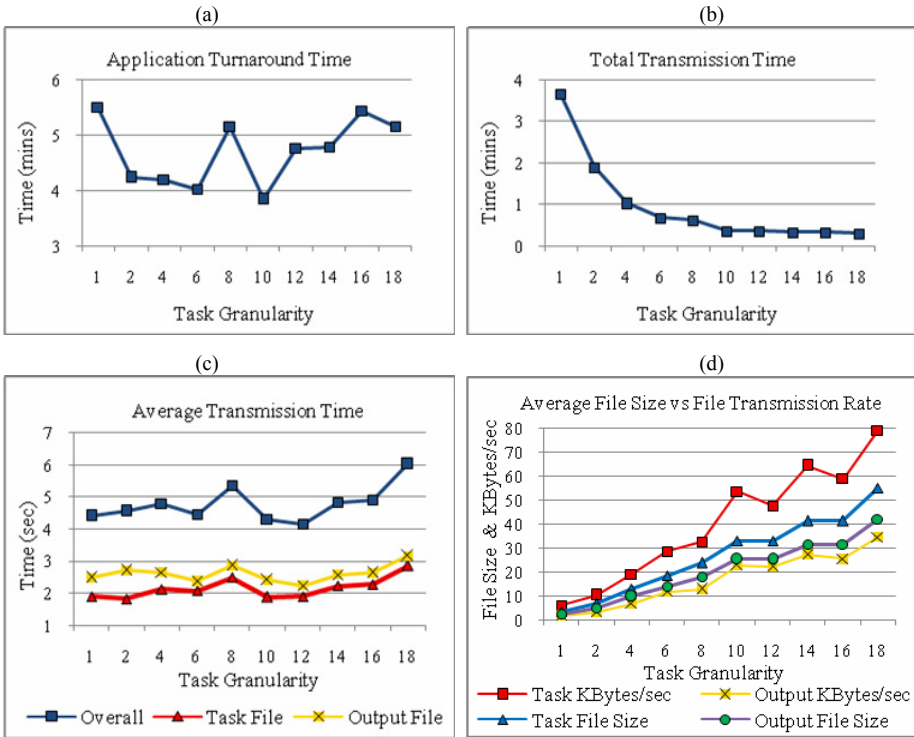 (a)
Application Turnaround Time
6
5
4
3
Time (mins)
1 2 4 6 8 10 12 14 16 18
Task Granularity
(b)
Total Transmission Time
4
3
2
1
0
Time (mins)
1 2 4 6 8 10 12 14 16 18
Task Granularity
(c)
Average Transmission Time
7
6
5
4
3
2
1
Time (sec)
1 2 4 6 8 10 12 14 16 18
Task Granularity
Overall Task File Output File
(d)
Average File Size vs File Transmission Rate
80
70
60
50
40
30
20
10
0
File Size & KBytes/sec
1 2 4 6 8 10 12 14 16 18
Task Granularity
Task KBytes/sec Output KBytes/sec
Task File Size Output File Size